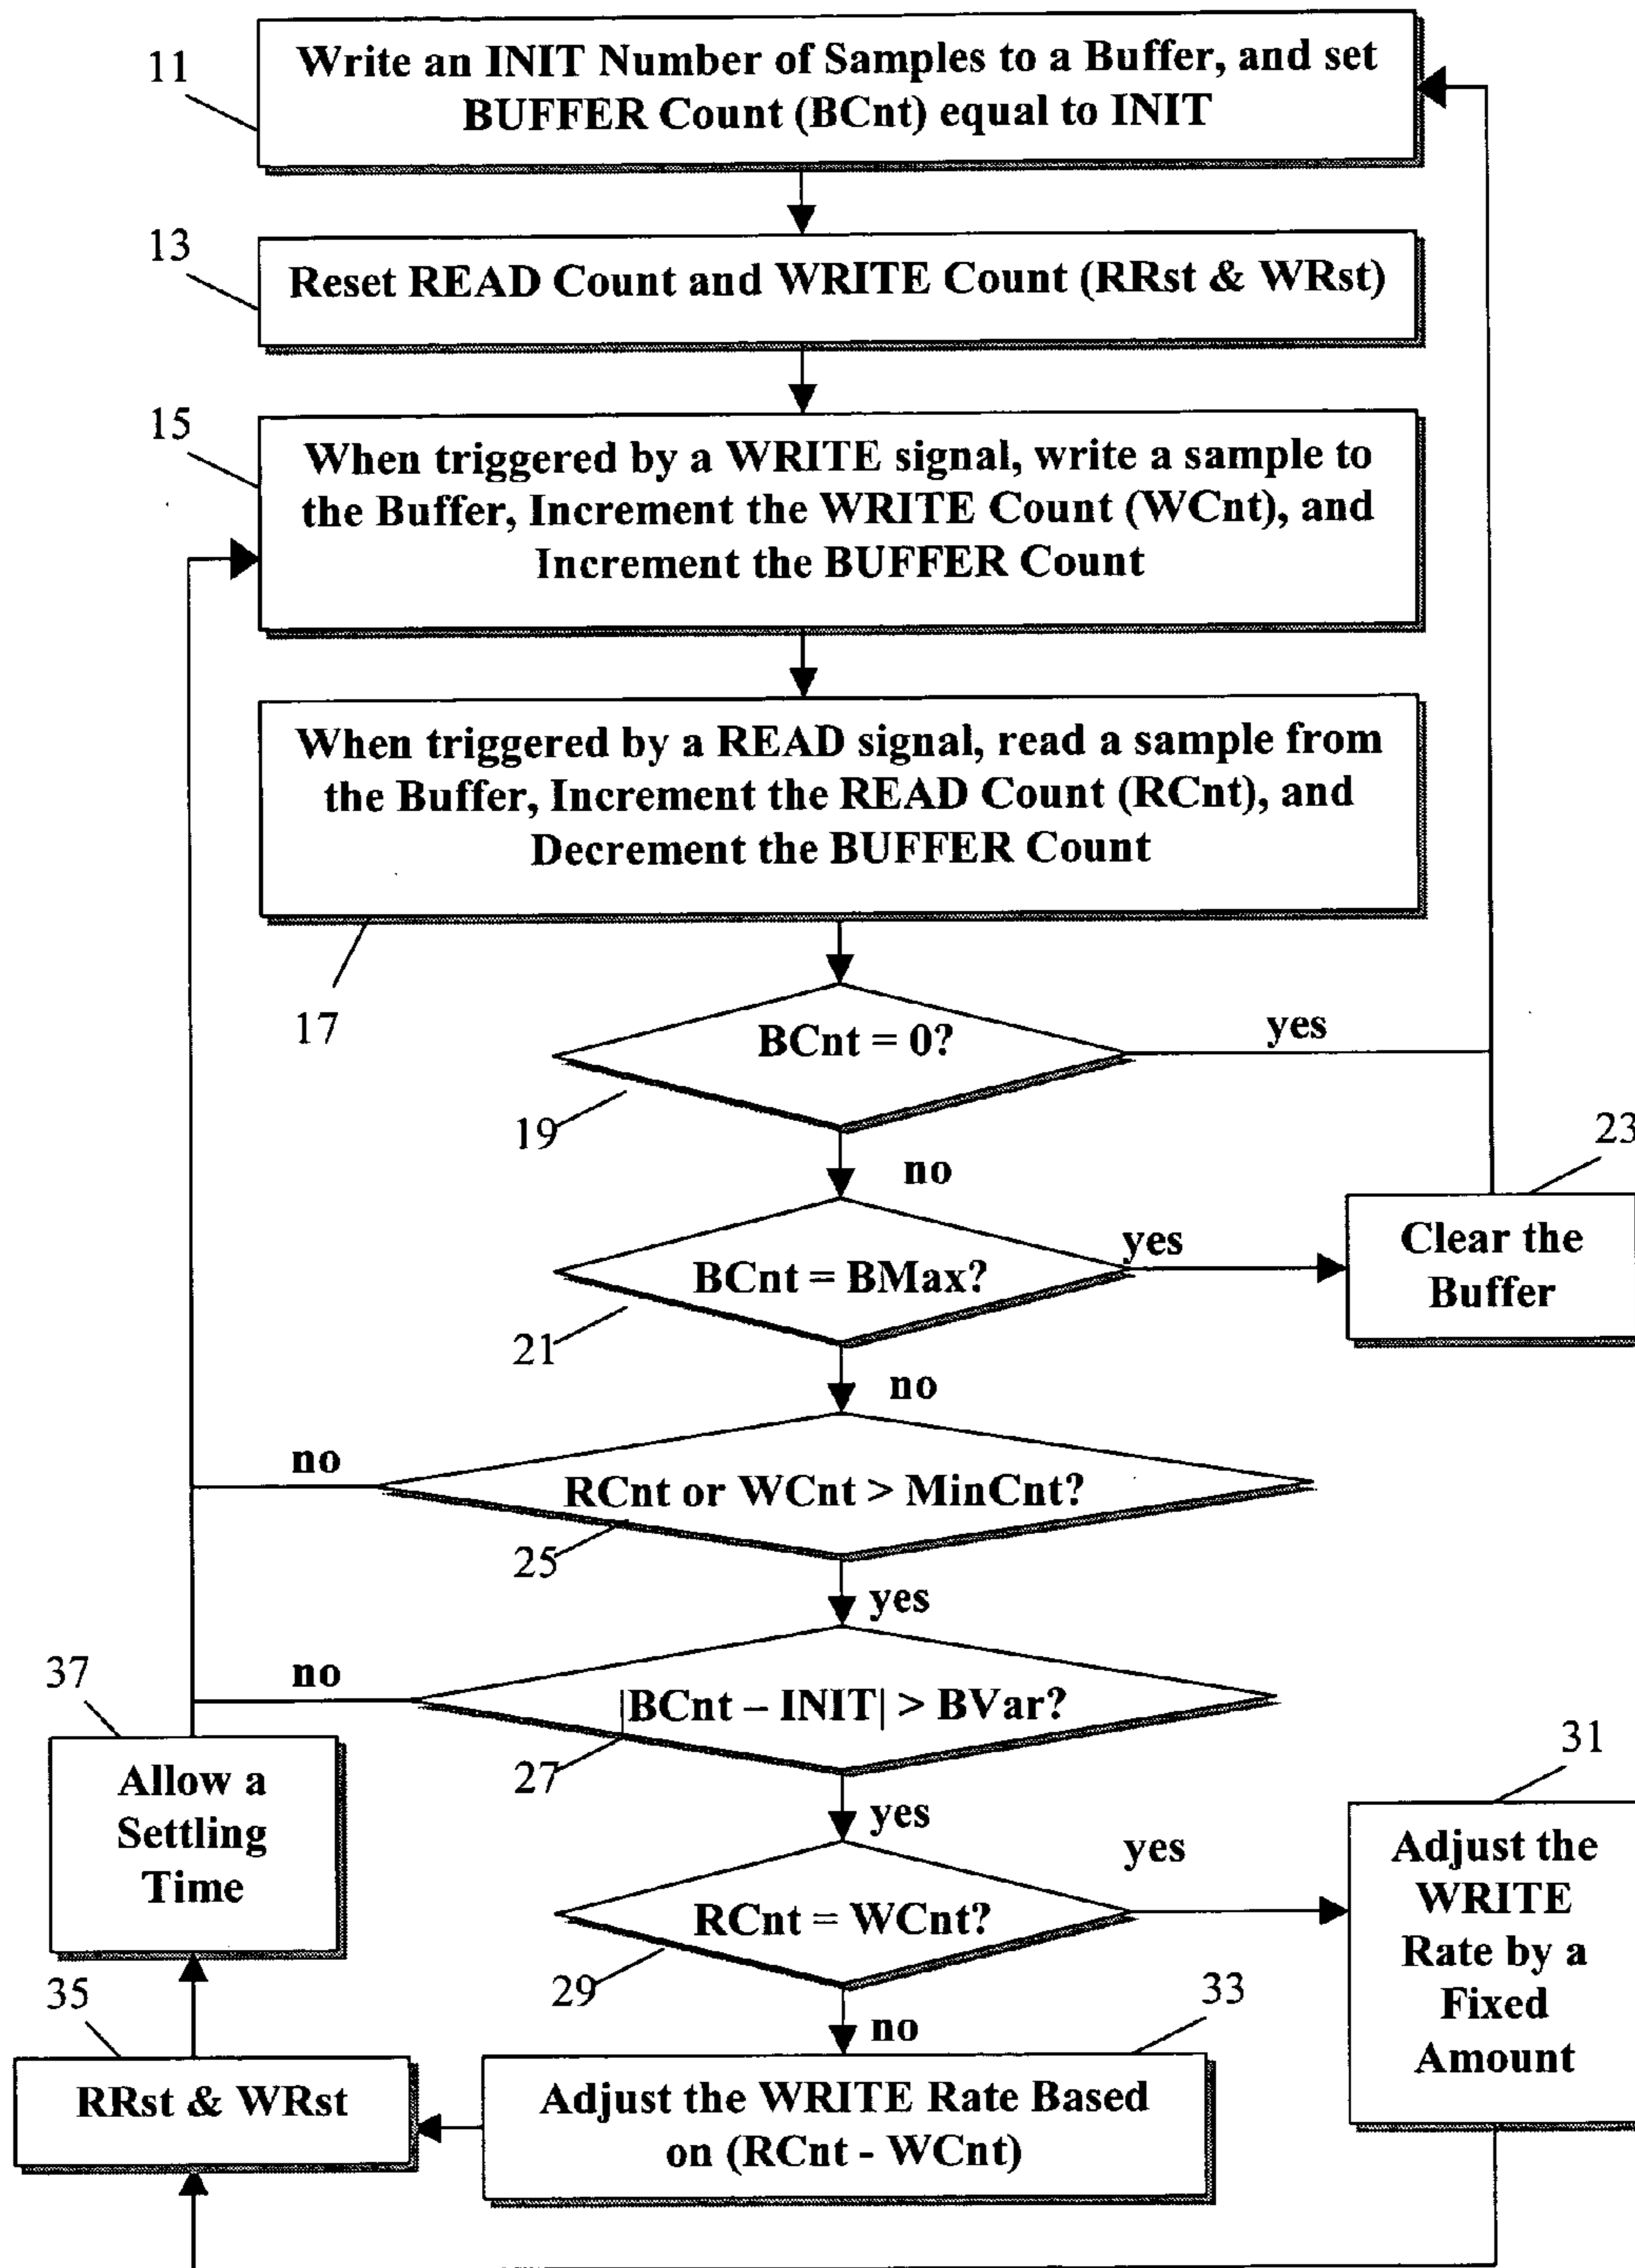 11
Write an INIT Number of Samples to a Buffer, and set
BUFFER Count (BCnt) equal to INIT
13
Reset READ Count and WRITE Count (RRst & WRst)
15
When triggered by a WRITE signal, write a sample to
the Buffer, Increment the WRITE Count (WCnt), and
Increment the BUFFER Count
When triggered by a READ signal, read a sample from
the Buffer, Increment the READ Count (RCnt), and
Decrement the BUFFER Count
17
BCnt = 0?
yes
19
no
23
Clear the
Buffer
BCnt = BMax?
yes
21
no
RCnt or WCnt > MinCnt?
no
25
yes
|BCnt – INIT| > BVar?
no
27
yes
37
Allow a
Settling
Time
31
Adjust the
WRITE
Rate by a
Fixed
Amount
RCnt = WCnt?
yes
29
no
33
Adjust the WRITE Rate Based
on (RCnt - WCnt)
35
RRst & WRst